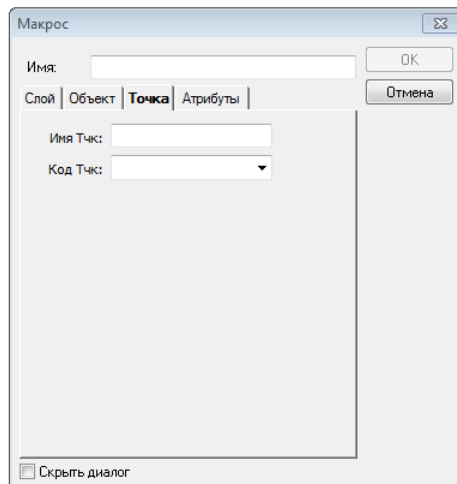 Макрос
Имя:
OK
Отмена
Слой Объект Точка Атрибуты
Имя Тчк:
Код Тчк:
Скрыть диалог